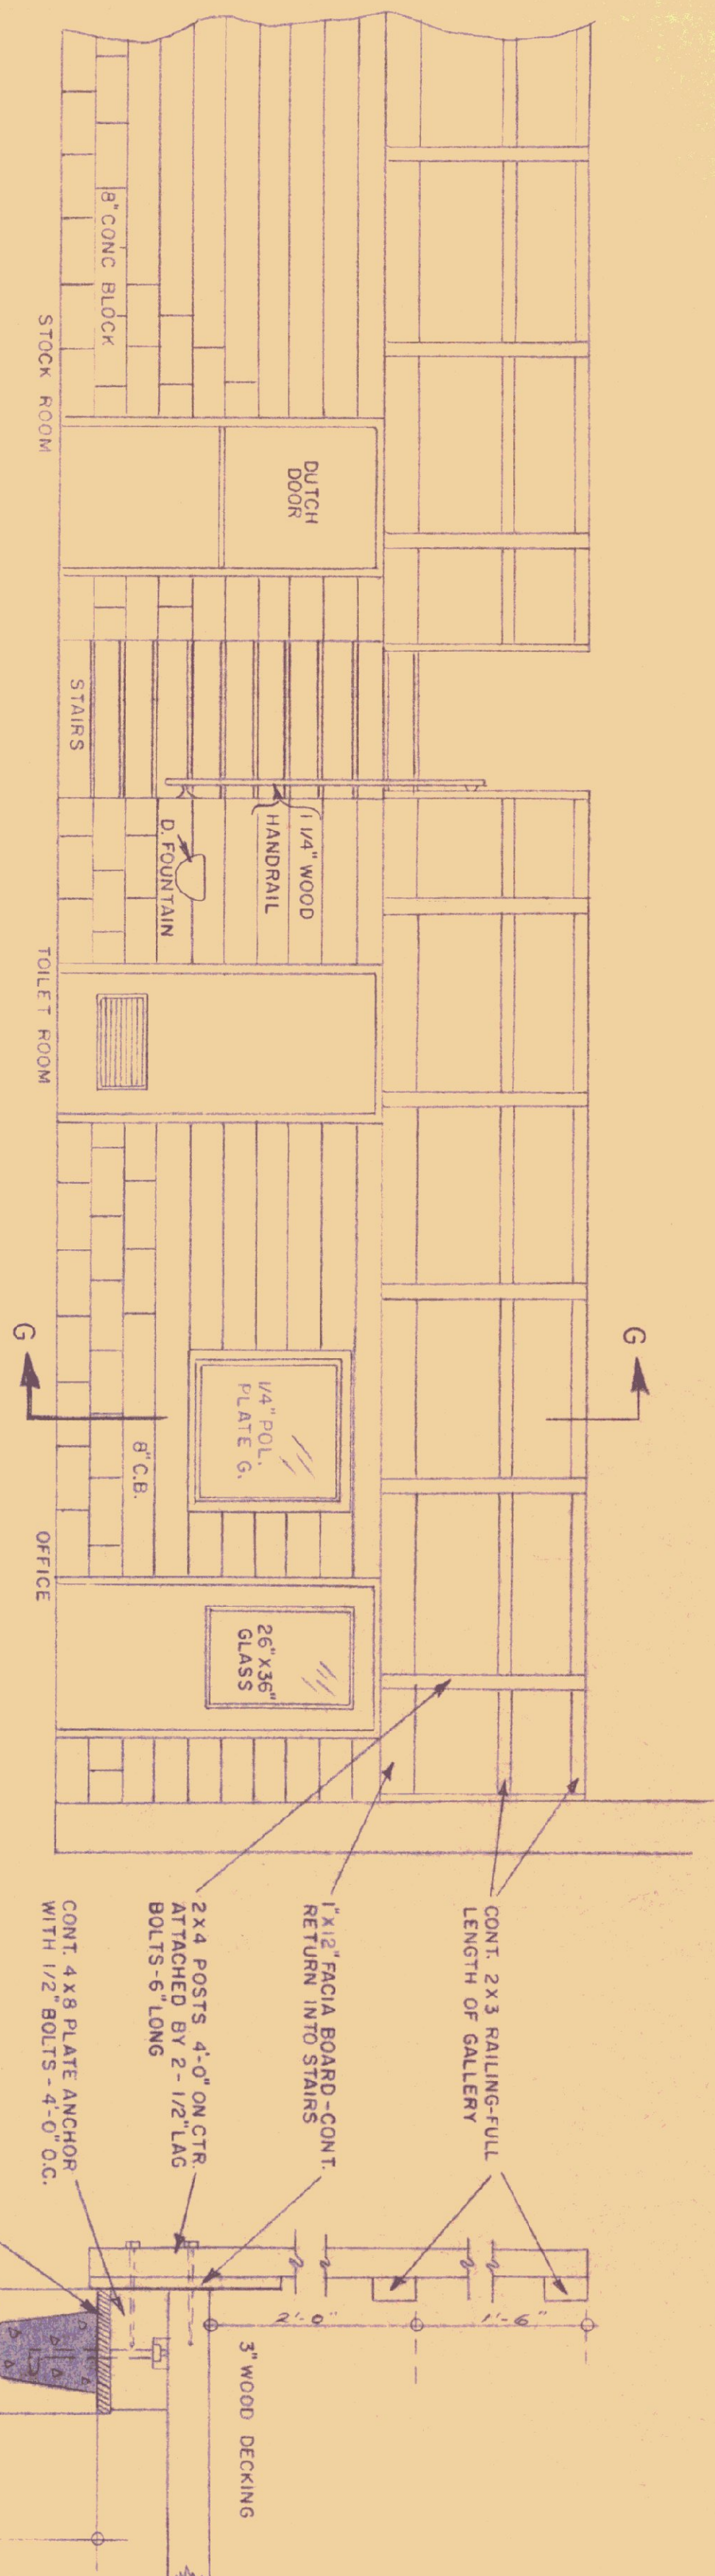 8" CONC BLOCK
STOCK ROOM
DUTCH
DOOR
STAIRS
1 1/4" WOOD
HANDRAIL
D. FOUNTAIN
TOILET ROOM
G
G
1/4" POL.
PLATE G.
8" C.B.
OFFICE
26"X36"
GLASS
CONT. 2X3 RAILING-FULL
LENGTH OF GALLERY
1"X12" FACIA BOARD-CONT.
RETURN INTO STAIRS
2X4 POSTS 4'-0" ON CTR.
ATTACHED BY 2-1/2" LAG
BOLTS-6" LONG
CONT. 4X8 PLATE ANCHOR
WITH 1/2" BOLTS - 4'-0" O.C.
1'-6"
2'-0"
3" WOOD DECKING